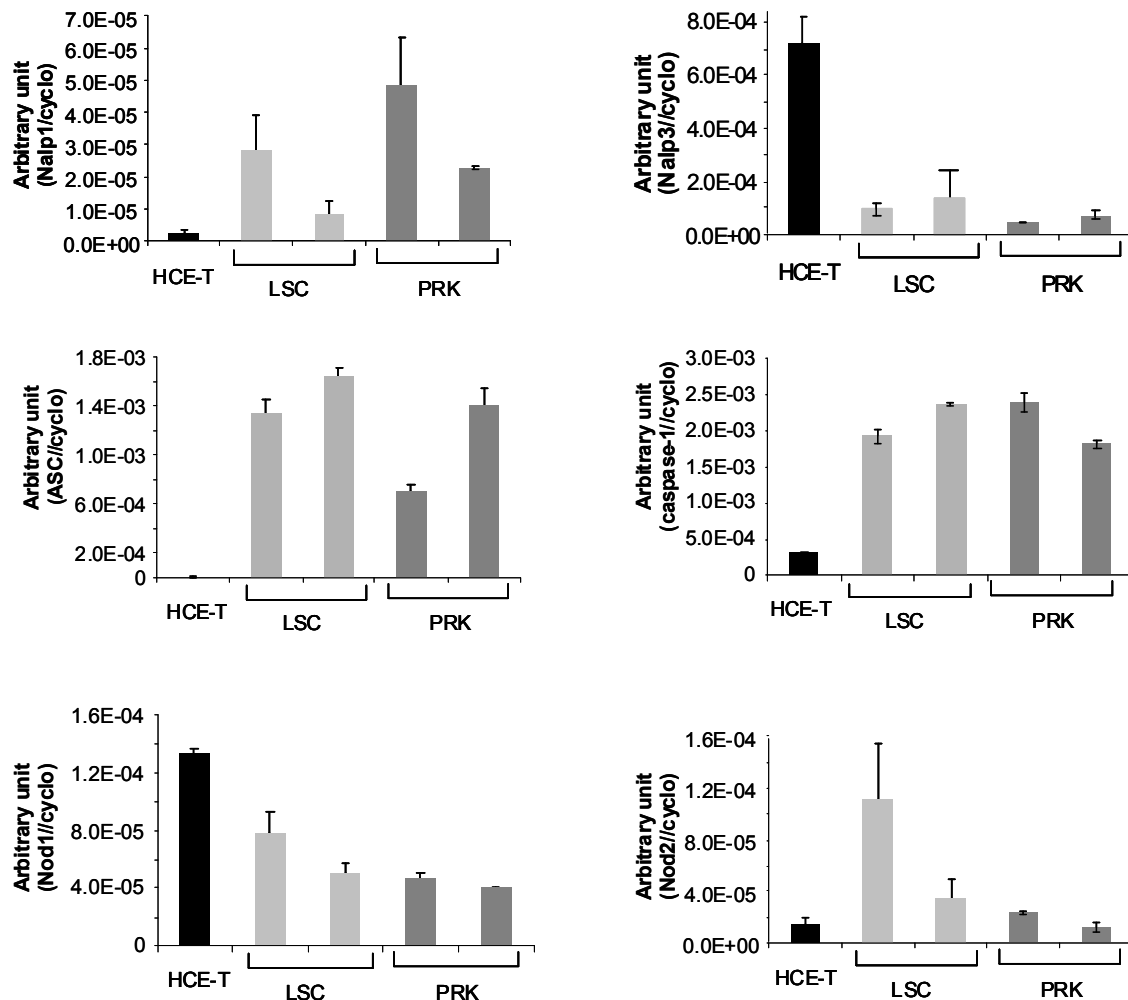 Arbitrary unit
(Nalp1/cyclo)
7.0E-05
6.0E-05
5.0E-05
4.0E-05
3.0E-05
2.0E-05
1.0E-05
0.0E+00
HCE-T
LSC
PRK
Arbitrary unit
(Nalp3//cyclo)
8.0E-04
6.0E-04
4.0E-04
2.0E-04
0.0E+00
HCE-T
LSC
PRK
Arbitrary unit
(ASC//cyclo)
1.8E-03
1.4E-03
1.0E-03
6.0E-04
2.0E-04
0
HCE-T
LSC
PRK
Arbitrary unit
(caspase-1//cyclo)
3.0E-03
2.5E-03
2.0E-03
1.5E-03
1.0E-03
5.0E-04
0
HCE-T
LSC
PRK
Arbitrary unit
(Nod1//cyclo)
1.6E-04
1.2E-04
8.0E-05
4.0E-05
0
HCE-T
LSC
PRK
Arbitrary unit
(Nod2//cyclo)
1.6E-04
1.2E-04
8.0E-05
4.0E-05
0.0E+00
HCE-T
LSC
PRK